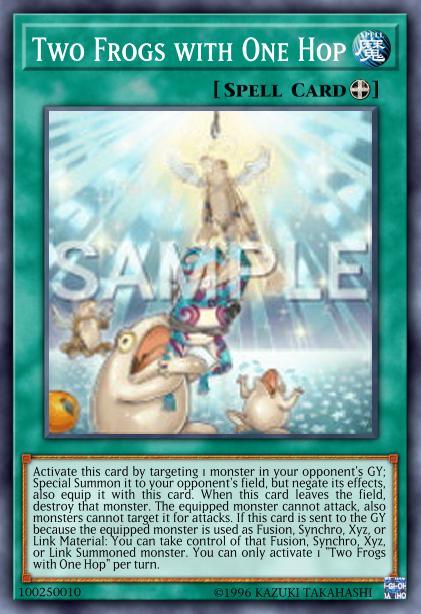 Two Frogs with One Hop
SPELL
魔
[Spell Card]
SAMPLE
Activate this card by targeting 1 monster in your opponent's GY;
Special Summon it to your opponent's field, but negate its effects,
also equip it with this card. When this card leaves the field,
destroy that monster. The equipped monster cannot attack, also
monsters cannot target it for attacks. If this card is sent to the GY
because the equipped monster is used as Fusion, Synchro, Xyz, or
Link Material: You can take control of that Fusion, Synchro, Xyz,
or Link Summoned monster. You can only activate 1 "Two Frogs
with One Hop" per turn.
100250010
©1996 KAZUKI TAKAHASHI